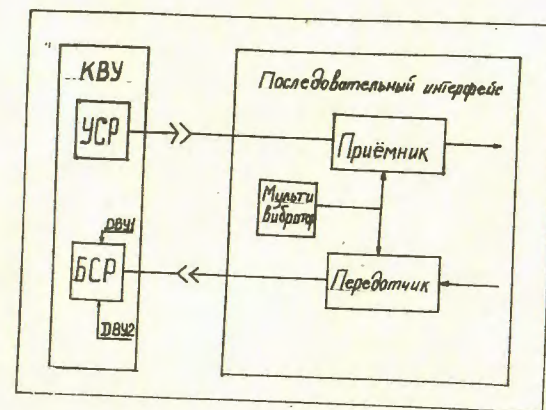 КВУ
УСР
БСР
DВУ1
DВУ2
Последовательный интерфейс
Приёмник
Мульти
вибратор
Передатчик